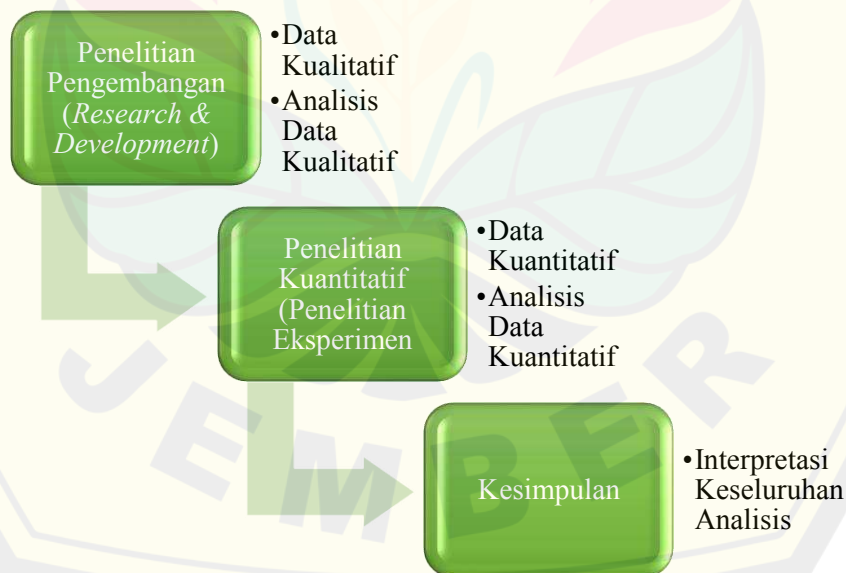 Penelitian
Pengembangan
(Research &
Development)
•Data
Kualitatif
•Analisis
Data
Kualitatif
Penelitian
Kuantitatif
(Penelitian
Eksperimen
•Data
Kuantitatif
•Analisis
Data
Kuantitatif
Kesimpulan
•Interpretasi
Keseluruhan
Analisis
JEMBER